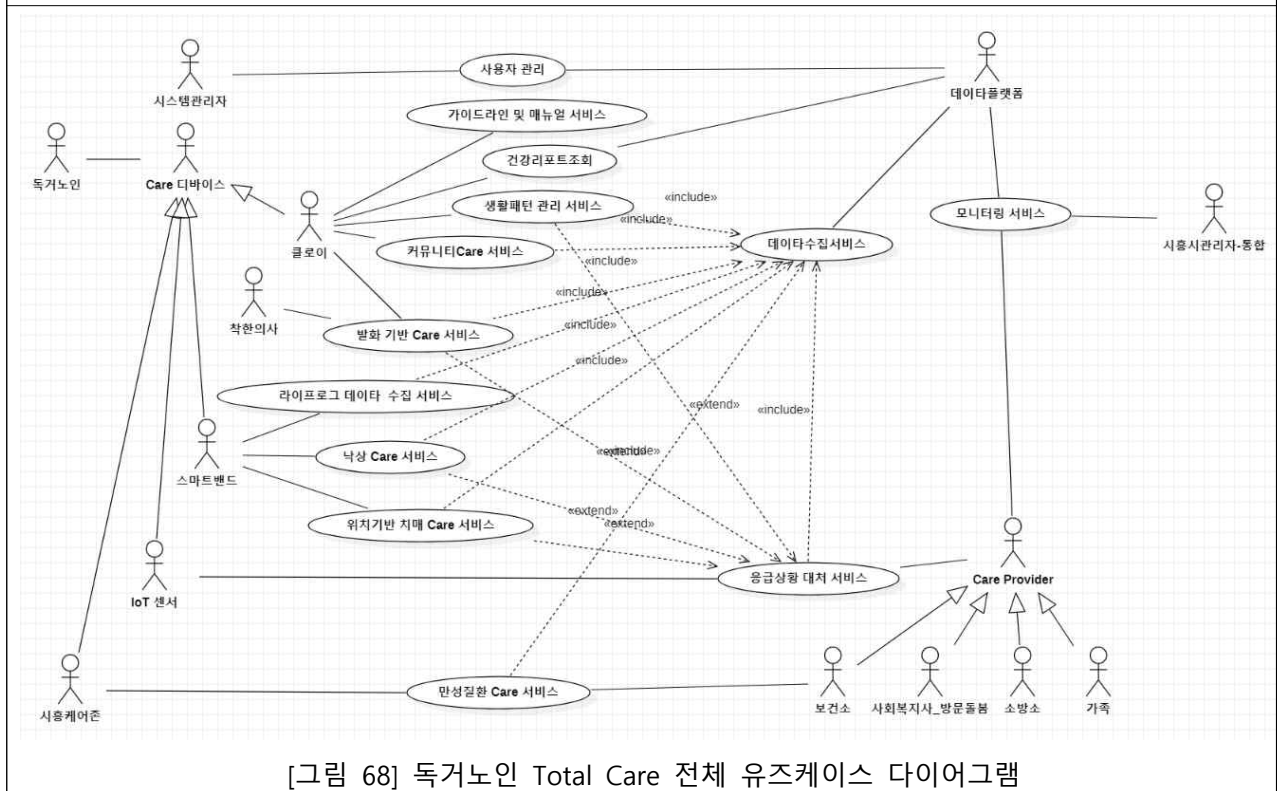 시스템관리자
사용자 관리
데이타플랫폼
가이드라인 및 매뉴얼 서비스
독거노인
Care 디바이스
건강리포트조회
클로이
생활패턴 관리 서비스
«include»
«include»
데이타수집서비스
모니터링 서비스
시흥시관리자-통합
커뮤니티Care 서비스
«include»
착한의사
«include»
발화 기반 Care 서비스
«include»
라이프로그 데이타 수집 서비스
«include»
«extend»
«include»
스마트밴드
낙상 Care 서비스
«extend»
«include»
위치기반 치매 Care 서비스
«extend»
«extend»
IoT 센서
응급상황 대처 서비스
Care Provider
시흥케어존
만성질환 Care 서비스
보건소
사회복지사_방문돌봄
소방소
가족
[그림 68] 독거노인 Total Care 전체 유즈케이스 다이어그램